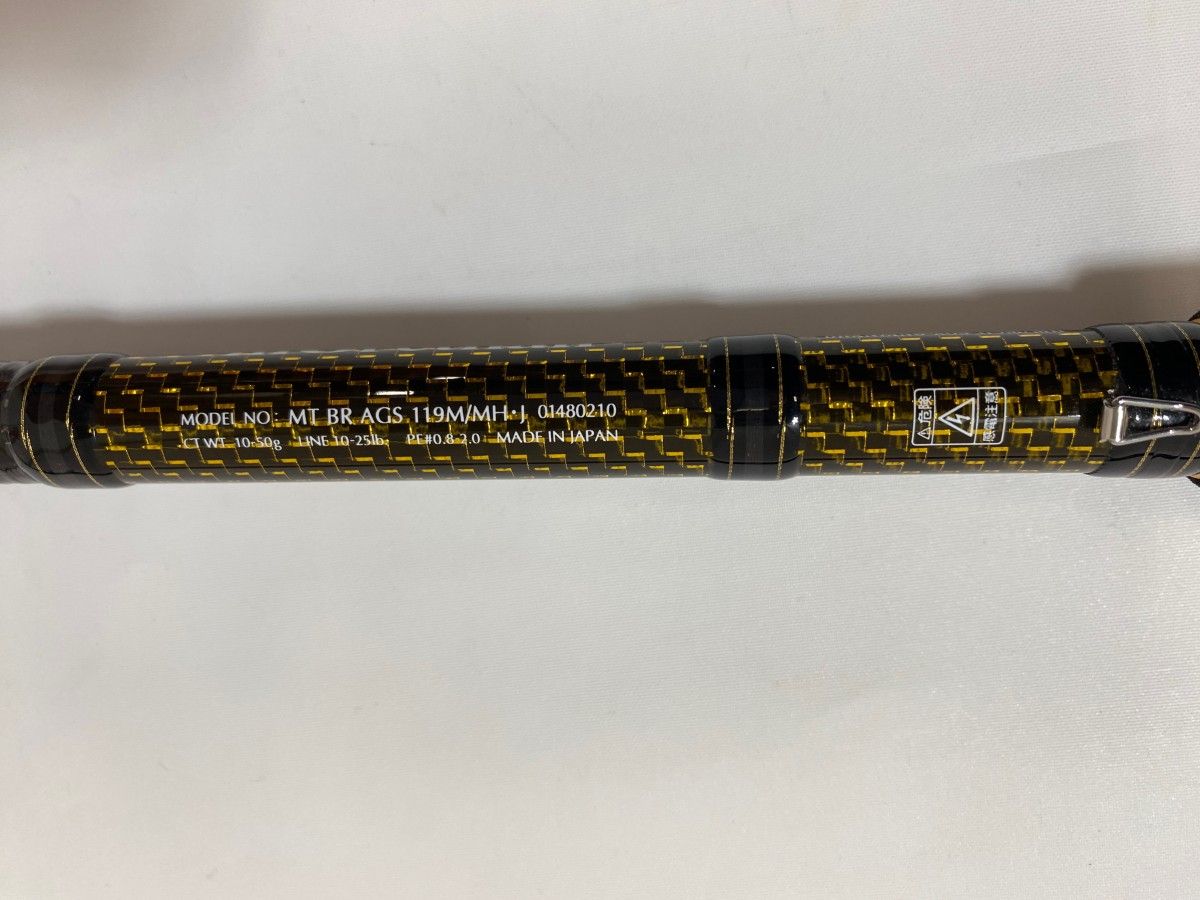 MODEL NO: MT BR AGS 119M/MH・J 01480210
CT WT 10-50g LINE 10-25lb PE#0.8-2.0 MADE IN JAPAN
⚠危険
感電注意